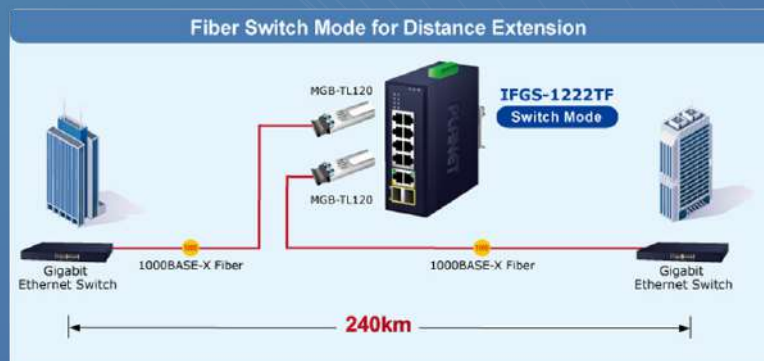 Fiber Switch Mode for Distance Extension
MGB-TL120
IFGS-1222TF
Switch Mode
PLANET
MGB-TL120
1000BASE-X Fiber
1000BASE-X Fiber
Gigabit
Ethernet Switch
Gigabit
Ethernet Switch
240km